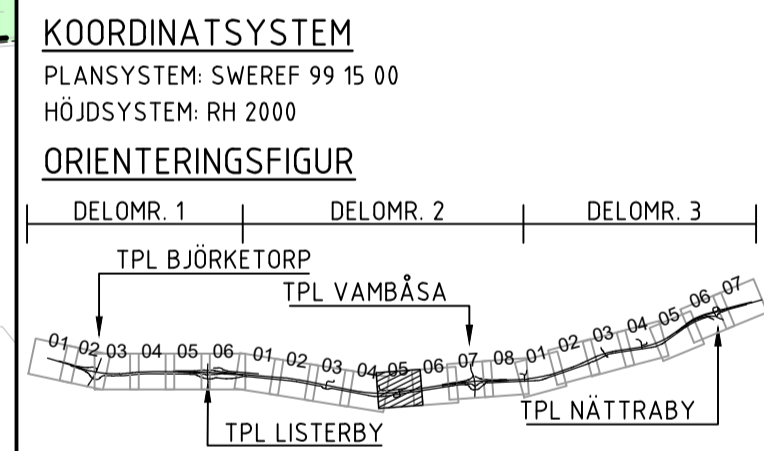 KOORDINATSYSTEM
PLANSYSTEM: SWEREF 99 15 00
HÖJDSYSTEM: RH 2000
ORIENTERINGSFIGUR
DELOMR. 1 DELOMR. 2 DELOMR. 3
TPL BJÖRKETORP
TPL VAMBÅSA
01 02 03 04 05 06 01 02 03 04 05 06 07 08 01 02 03 04 05 06 07
TPL NÄTTRABY
TPL LISTERBY